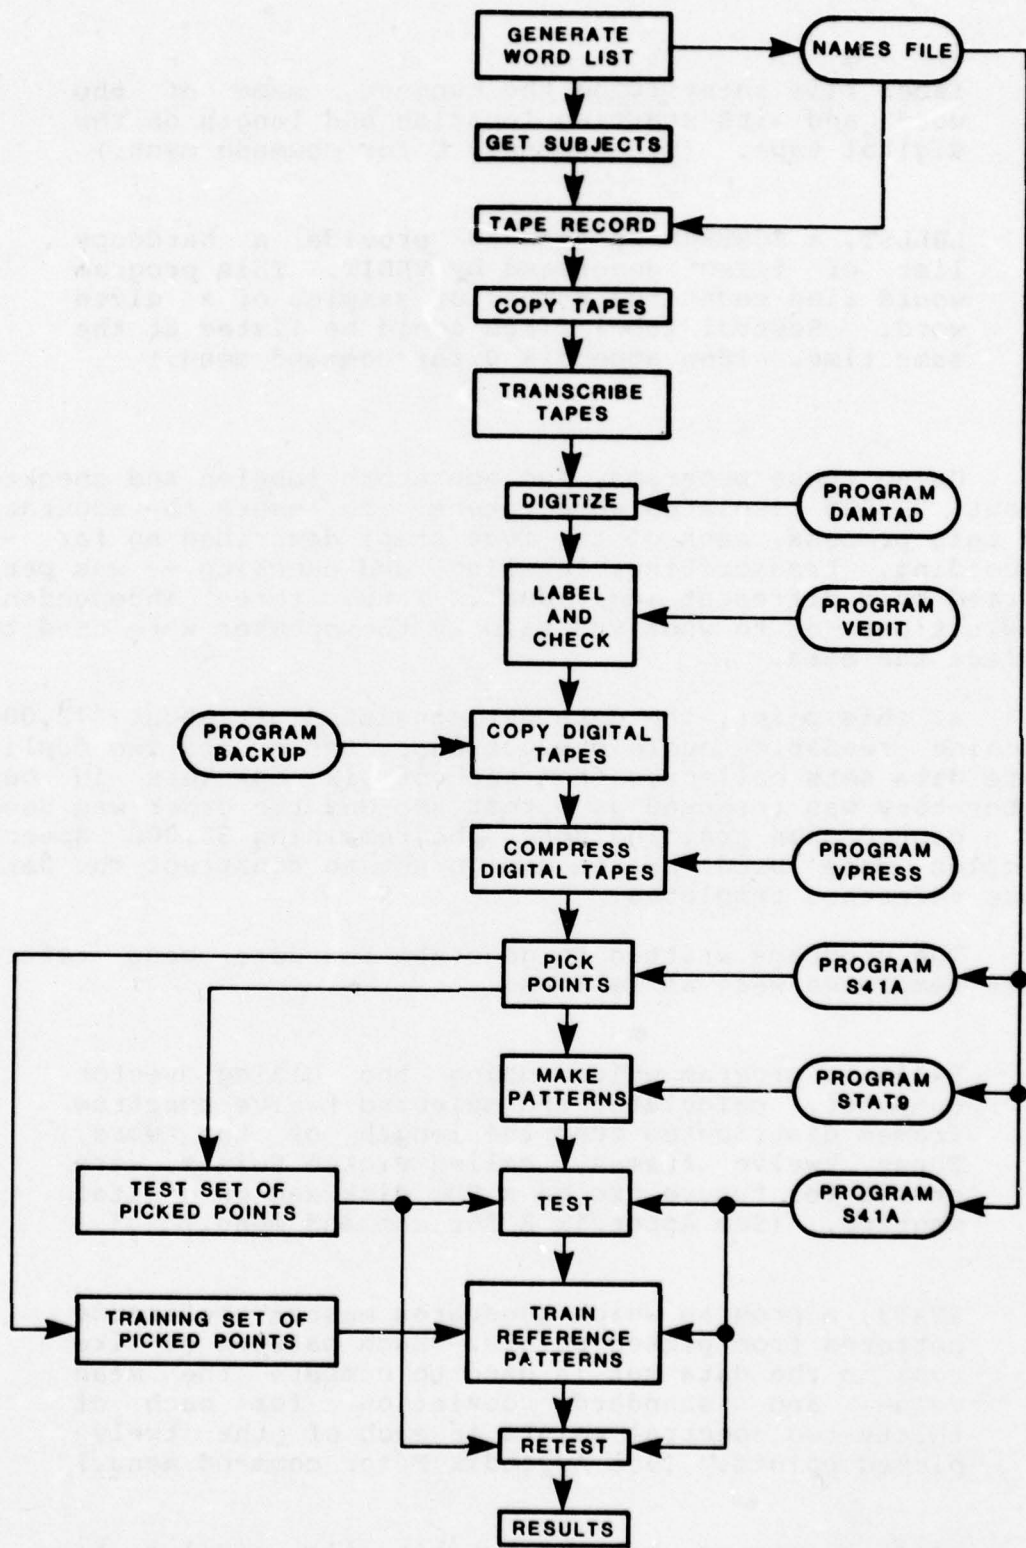 GENERATE
WORD LIST
NAMES FILE
GET SUBJECTS
TAPE RECORD
COPY TAPES
TRANSCRIBE
TAPES
DIGITIZE
PROGRAM
DAMTAD
LABEL
AND
CHECK
PROGRAM
VEDIT
PROGRAM
BACKUP
COPY DIGITAL
TAPES
COMPRESS
DIGITAL TAPES
PROGRAM
VPRESS
PICK
POINTS
PROGRAM
S41A
MAKE
PATTERNS
PROGRAM
STAT9
TEST SET OF
PICKED POINTS
TEST
PROGRAM
S41A
TRAINING SET OF
PICKED POINTS
TRAIN
REFERENCE
PATTERNS
RETEST
RESULTS